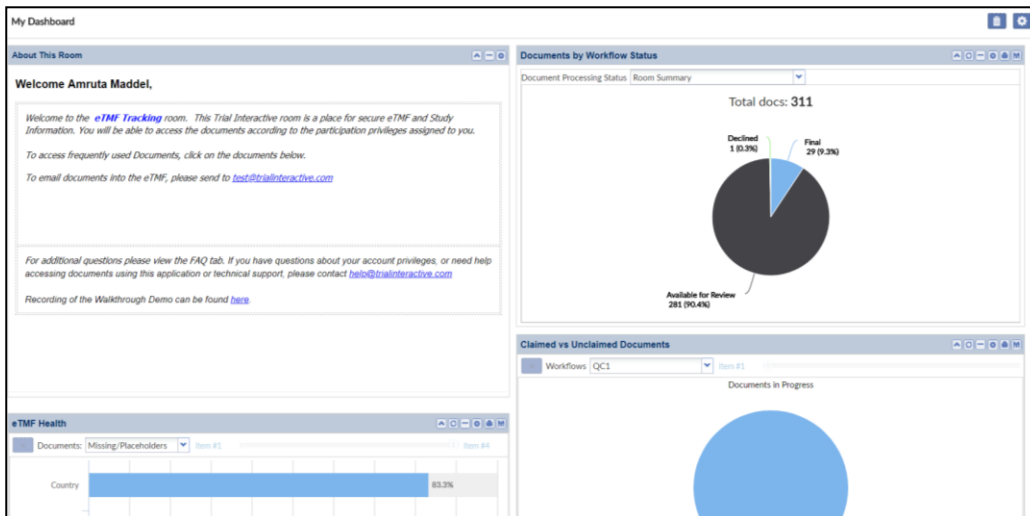 My Dashboard
About This Room
Welcome Amruta Maddel,
Welcome to the eTMF Tracking room. This Trial Interactive room is a place for secure eTMF and Study
Information. You will be able to access the documents according to the participation privileges assigned to you.
To access frequently used Documents, click on the documents below.
To email documents into the eTMF, please send to test@trialinteractive.com
For additional questions please view the FAQ tab. If you have questions about your account privileges, or need help
accessing documents using this application or technical support, please contact help@trialinteractive.com
Recording of the Walkthrough Demo can be found here.
eTMF Health
Documents: Missing/Placeholders Item #1 Item #4
Country 83.3%
Documents by Workflow Status
Document Processing Status Room Summary
Total docs: 311
Declined
1 (0.3%)
Final
29 (9.3%)
Available for Review
281 (90.4%)
Claimed vs Unclaimed Documents
Workflows QC1 Item #1
Documents in Progress